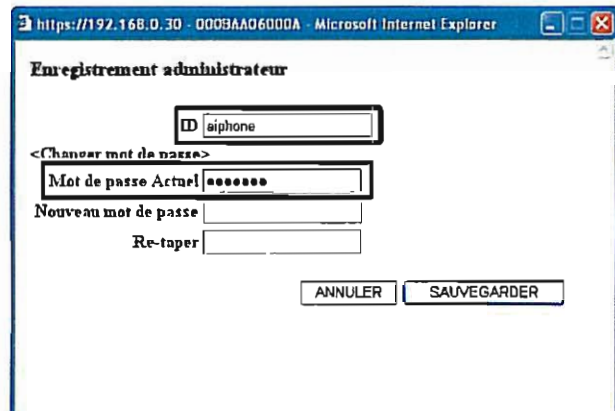 https://192.168.0.30 - 000BAA06000A - Microsoft Internet Explorer
Enregistrement administrateur
ID aiphone
<Changer mot de passe>
Mot de passe Actuel ●●●●●●●
Nouveau mot de passe
Re-taper
ANNULER SAUVEGARDER